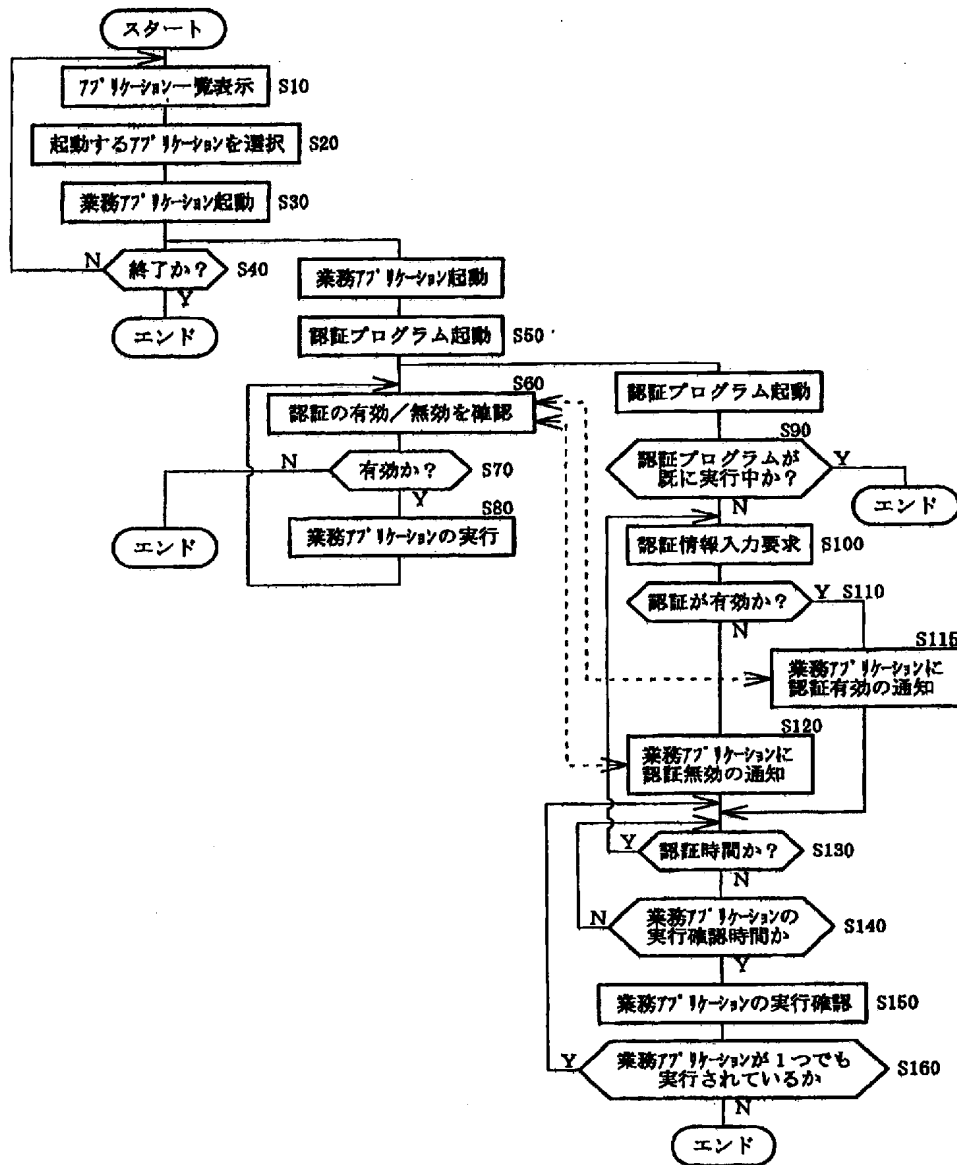 スタート
アプリケーション一覧表示 S10
起動するアプリケーションを選択 S20
業務アプリケーション起動 S30
N 終了か? S40
Y
エンド
業務アプリケーション起動
認証プログラム起動 S50
S60
認証の有効/無効を確認
N 有効か? S70
Y
S80
業務アプリケーションの実行
エンド
認証プログラム起動
S90
認証プログラムが
既に実行中か?
Y
エンド
N
認証情報入力要求 S100
認証が有効か? Y S110
N
S115
業務アプリケーションに
認証有効の通知
S120
業務アプリケーションに
認証無効の通知
Y 認証時間か? S130
N
N 業務アプリケーションの
実行確認時間か S140
Y
業務アプリケーションの実行確認 S150
Y 業務アプリケーションが1つでも
実行されているか S160
N
エンド